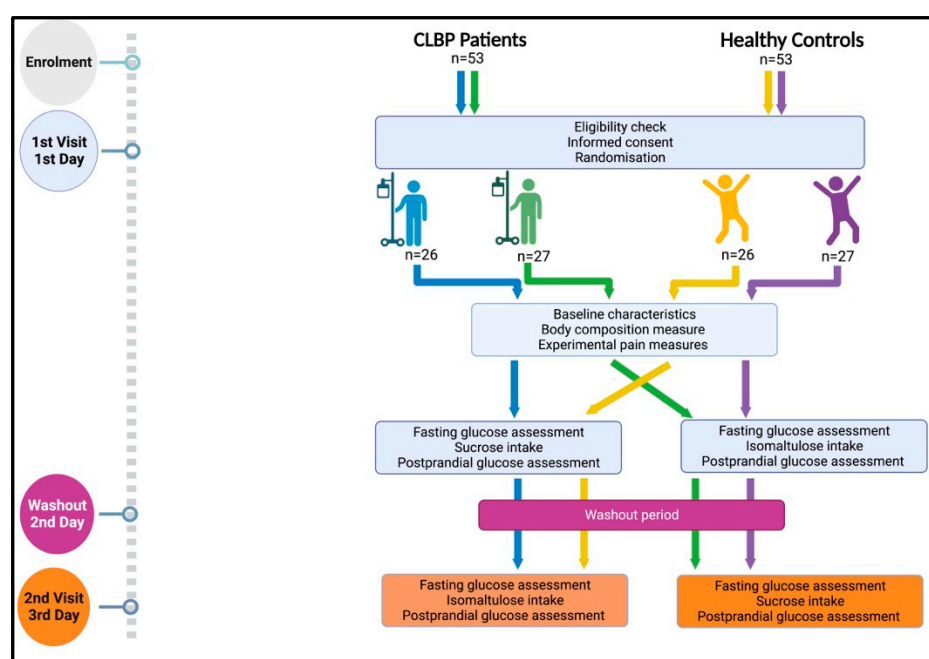 CLBP Patients
n=53
Healthy Controls
n=53
Enrolment
1st Visit
1st Day
Eligibility check
Informed consent
Randomisation
n=26
n=27
n=26
n=27
Baseline characteristics
Body composition measure
Experimental pain measures
Fasting glucose assessment
Sucrose intake
Postprandial glucose assessment
Fasting glucose assessment
Isomaltulose intake
Postprandial glucose assessment
Washout
2nd Day
Washout period
2nd Visit
3rd Day
Fasting glucose assessment
Isomaltulose intake
Postprandial glucose assessment
Fasting glucose assessment
Sucrose intake
Postprandial glucose assessment